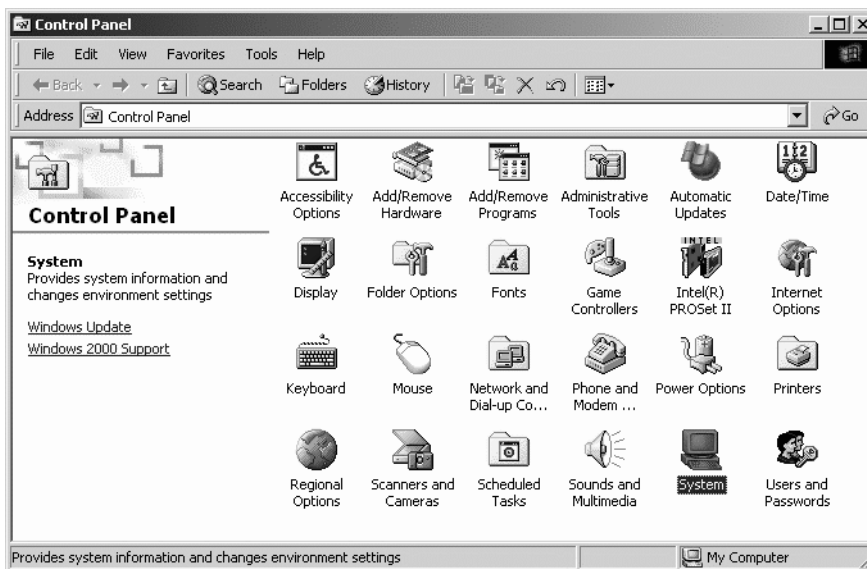 Control Panel
File Edit View Favorites Tools Help
Back Search Folders History
Address Control Panel Go
Control Panel
System
Provides system information and
changes environment settings
Windows Update
Windows 2000 Support
Accessibility
Options
Add/Remove
Hardware
Add/Remove
Programs
Administrative
Tools
Automatic
Updates
1 2
Date/Time
Display
Folder Options
Fonts
Game
Controllers
INTEL
Intel(R)
PROSet II
Internet
Options
Keyboard
Mouse
Network and
Dial-up Co...
Phone and
Modem ...
Power Options
Printers
Regional
Options
Scanners and
Cameras
Scheduled
Tasks
Sounds and
Multimedia
System
Users and
Passwords
Provides system information and changes environment settings
My Computer